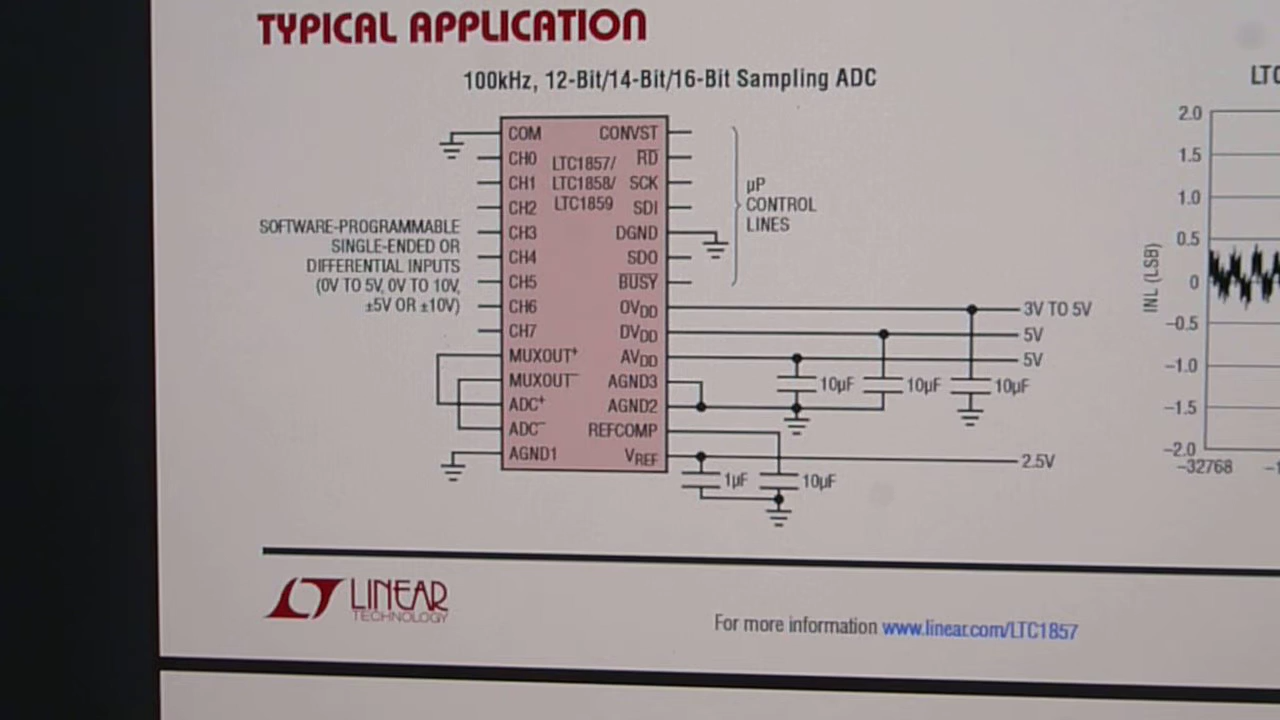 TYPICAL APPLICATION
100kHz, 12-Bit/14-Bit/16-Bit Sampling ADC
COM
CH0
CH1
CH2
CH3
CH4
CH5
CH6
CH7
MUXOUT+
MUXOUT–
ADC+
ADC–
AGND1
LTC1857/
LTC1858/
LTC1859
CONVST
RD
SCK
SDI
DGND
SDO
BUSY
OVDD
DVDD
AVDD
AGND3
AGND2
REFCOMP
VREF
SOFTWARE-PROGRAMMABLE
SINGLE-ENDED OR
DIFFERENTIAL INPUTS
(0V TO 5V, 0V TO 10V,
±5V OR ±10V)
µP
CONTROL
LINES
3V TO 5V
5V
5V
10µF
10µF
10µF
2.5V
1µF
10µF
LTC
INL (LSB)
2.0
1.5
1.0
0.5
0
–0.5
–1.0
–1.5
–2.0
–32768
LINEAR
TECHNOLOGY
For more information www.linear.com/LTC1857